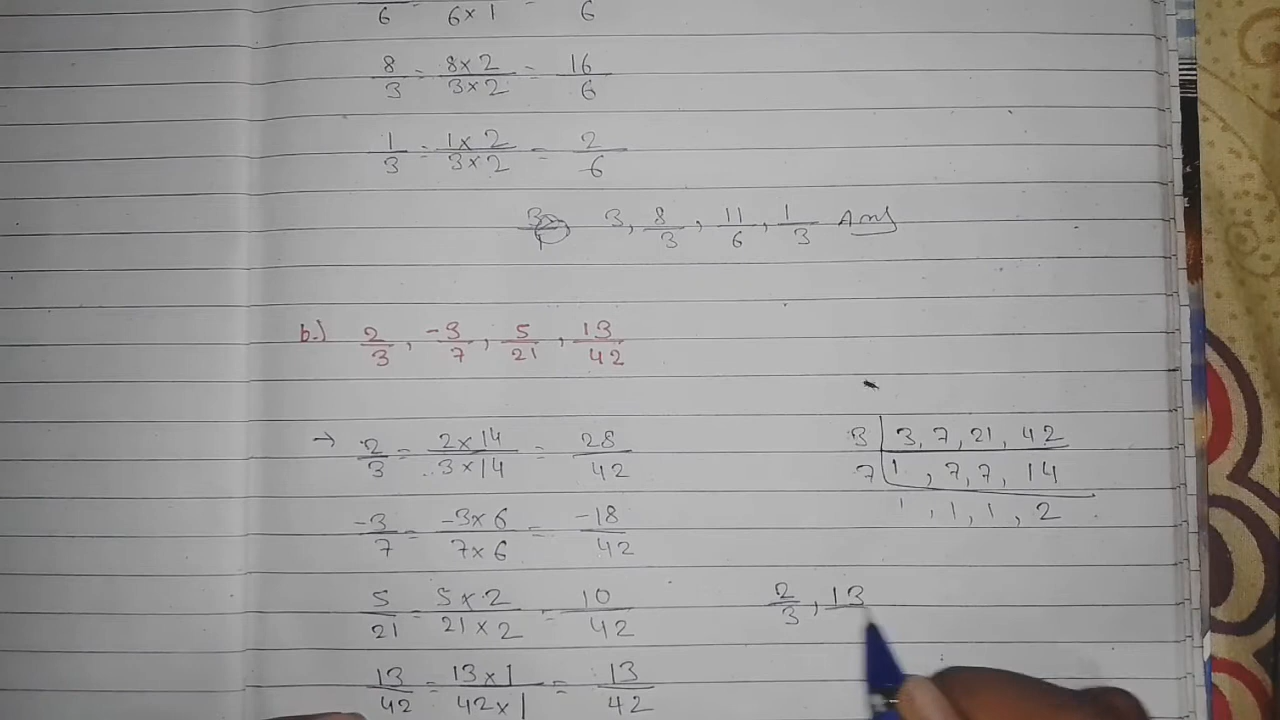 6 6×1 6
8/3 = 8×2/3×2 = 16/6
1/3 = 1×2/3×2 = 2/6
3, 8/3, 11/6, 1/3 Ans
b.) 2/3, -3/7, 5/21, 13/42
→ 2/3 = 2×14/3×14 = 28/42
3 | 3, 7, 21, 42
7 | 1, 7, 7, 14
1, 1, 1, 2
-3/7 = -3×6/7×6 = -18/42
5/21 = 5×2/21×2 = 10/42
2/3, 13
13/42 = 13×1/42×1 = 13/42